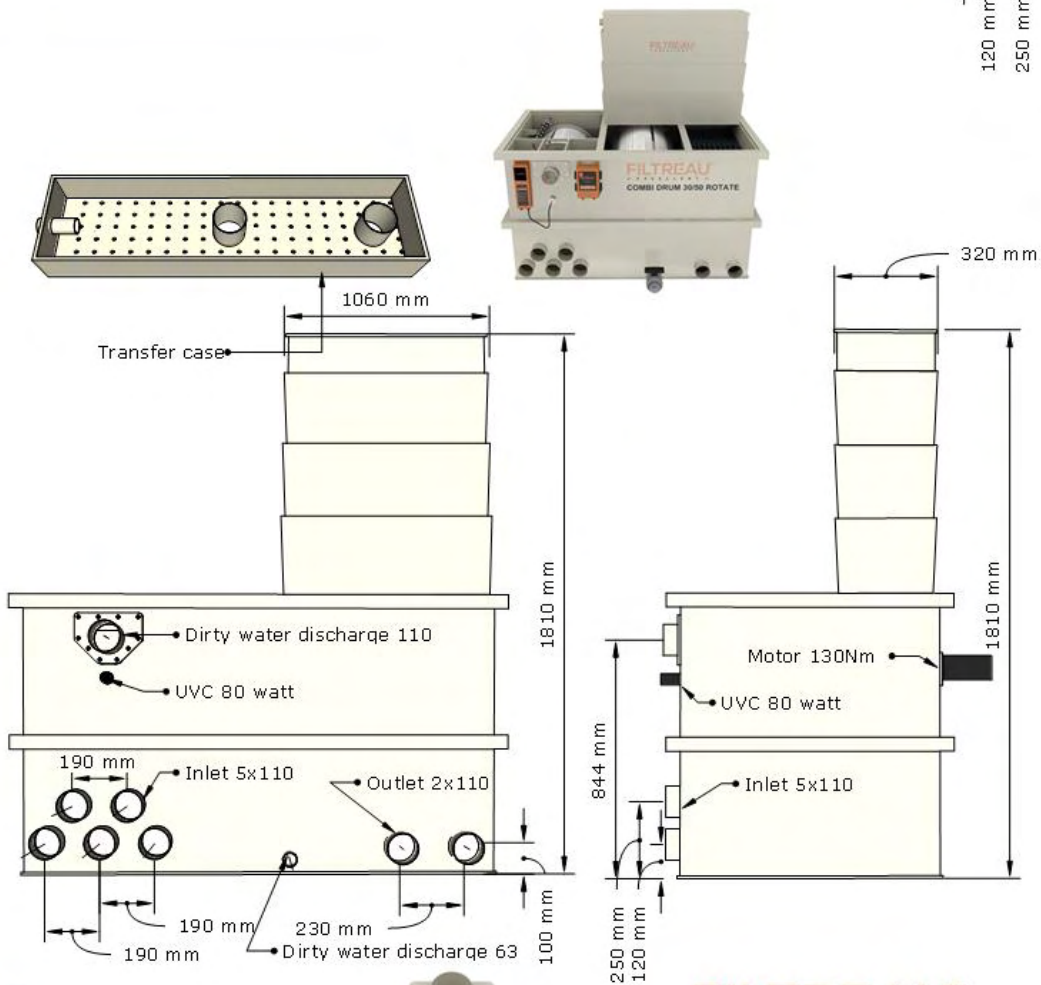 120 mm
250 mm
FILTREAU
FILTREAU
EXCELLENT
COMBI DRUM 30/50 ROTATE
320 mm
1060 mm
Transfer case
1810 mm
1810 mm
Dirty water discharge 110
Motor 130Nm
UVC 80 watt
UVC 80 watt
844 mm
190 mm
Inlet 5x110
Outlet 2x110
Inlet 5x110
190 mm
190 mm
230 mm
Dirty water discharge 63
100 mm
250 mm
120 mm